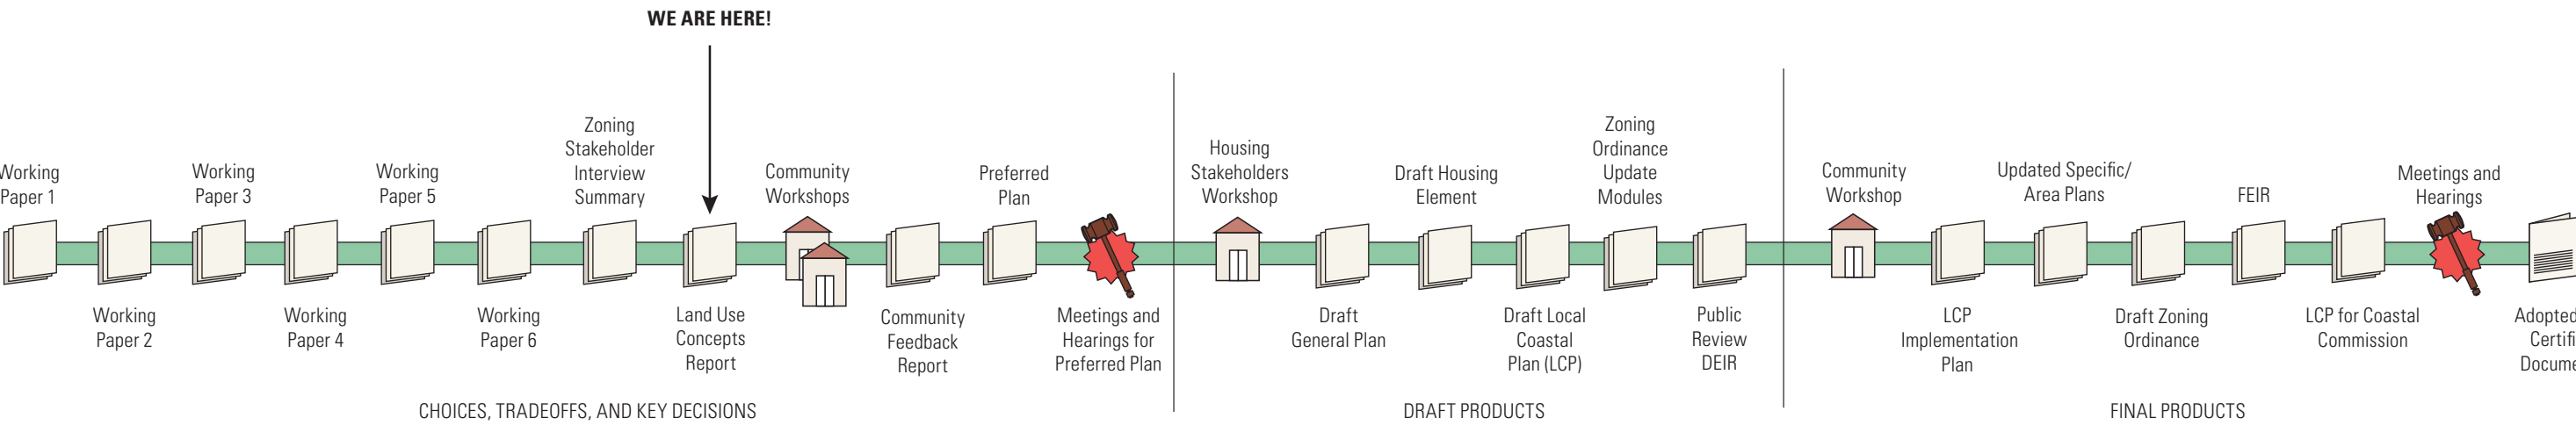 WE ARE HERE!
Working
Paper 1
Working
Paper 2
Working
Paper 3
Working
Paper 4
Working
Paper 5
Working
Paper 6
Zoning
Stakeholder
Interview
Summary
Land Use
Concepts
Report
Community
Workshops
Community
Feedback
Report
Preferred
Plan
Meetings and
Hearings for
Preferred Plan
CHOICES, TRADEOFFS, AND KEY DECISIONS
Housing
Stakeholders
Workshop
Draft
General Plan
Draft Housing
Element
Draft Local
Coastal
Plan (LCP)
Zoning
Ordinance
Update
Modules
Public
Review
DEIR
DRAFT PRODUCTS
Community
Workshop
LCP
Implementation
Plan
Updated Specific/
Area Plans
Draft Zoning
Ordinance
FEIR
LCP for Coastal
Commission
Meetings and
Hearings
Adopted
Certifi
Docume
FINAL PRODUCTS